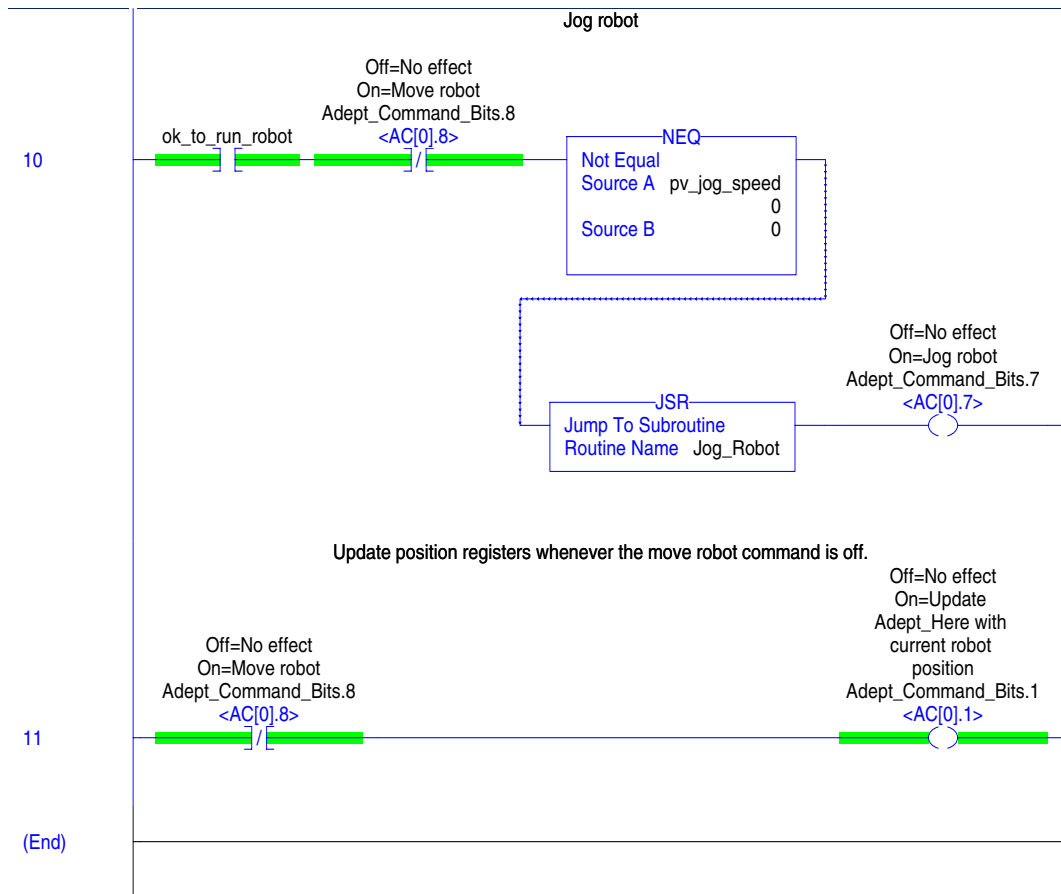 Jog robot
Off=No effect
On=Move robot
Adept_Command_Bits.8
ok_to_run_robot
<AC[0].8>
10
NEQ
Not Equal
Source A pv_jog_speed
0
Source B 0
Off=No effect
On=Jog robot
Adept_Command_Bits.7
<AC[0].7>
JSR
Jump To Subroutine
Routine Name Jog_Robot
Update position registers whenever the move robot command is off.
Off=No effect
On=Update
Adept_Here with
current robot
position
Adept_Command_Bits.1
<AC[0].1>
Off=No effect
On=Move robot
Adept_Command_Bits.8
<AC[0].8>
11
(End)